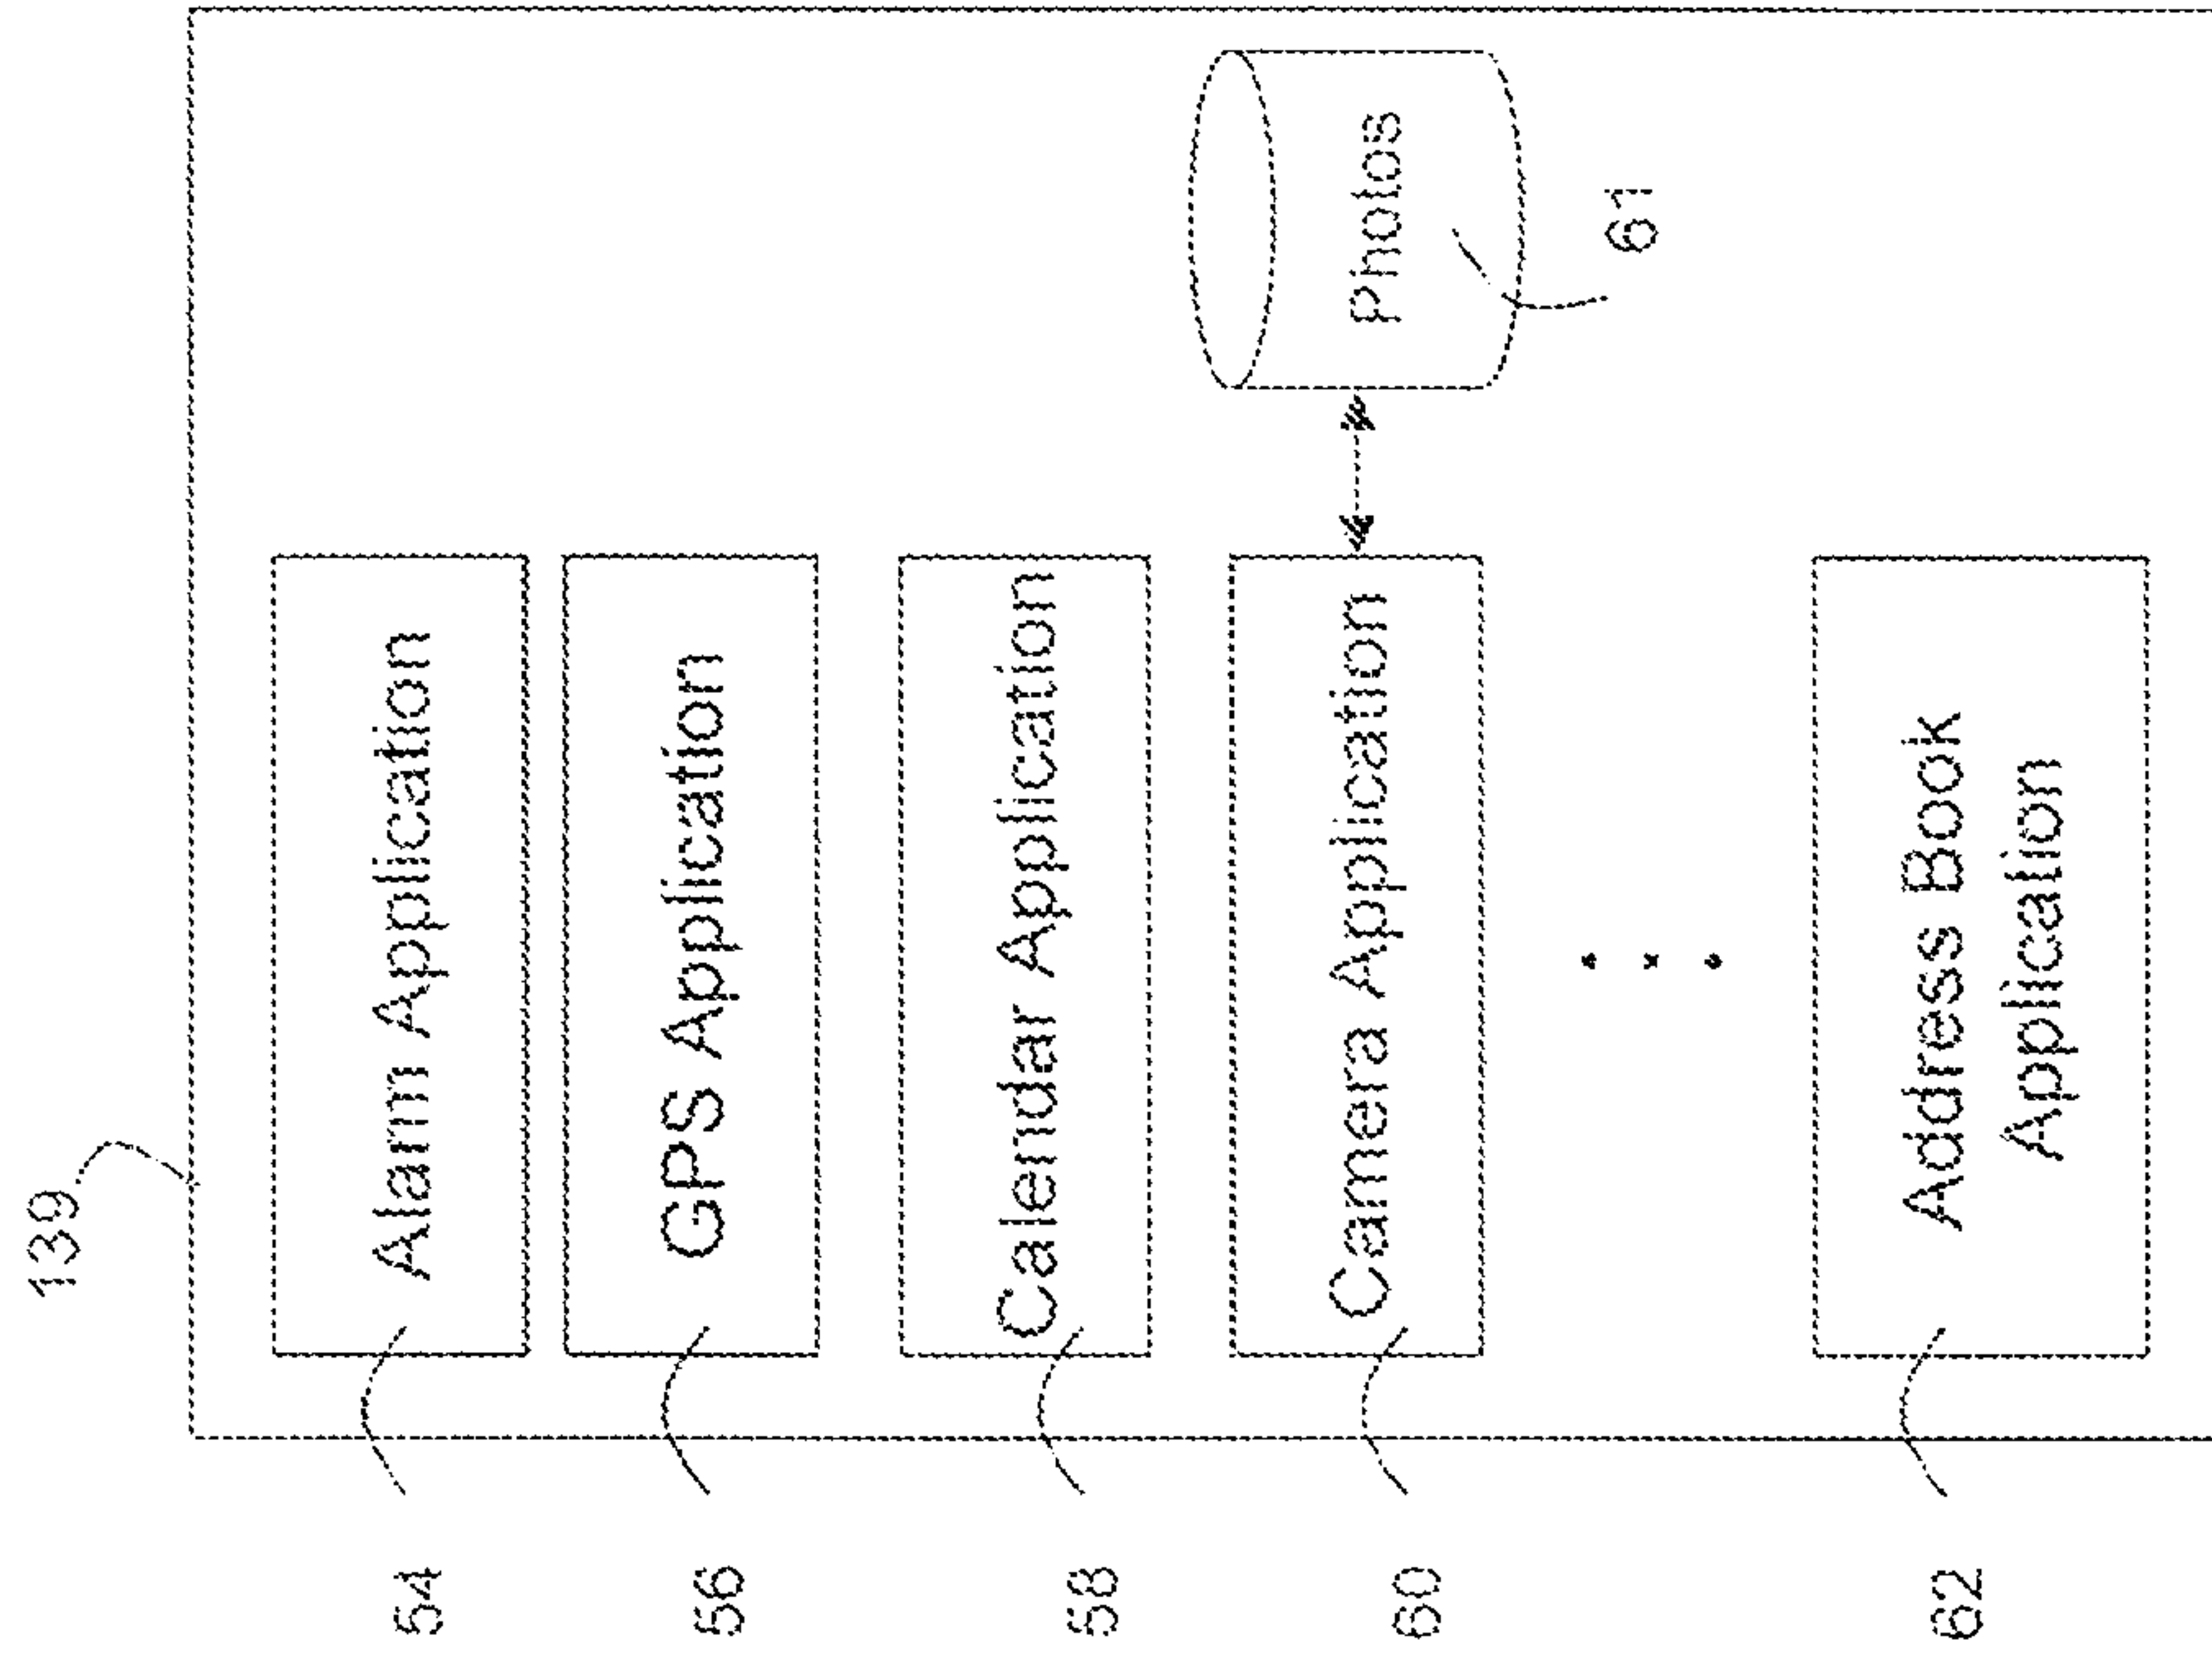 139
54
Alarm Application
56
GPS Application
58
Calendar Application
60
Camera Application
Photos
61
62
Address Book
Application